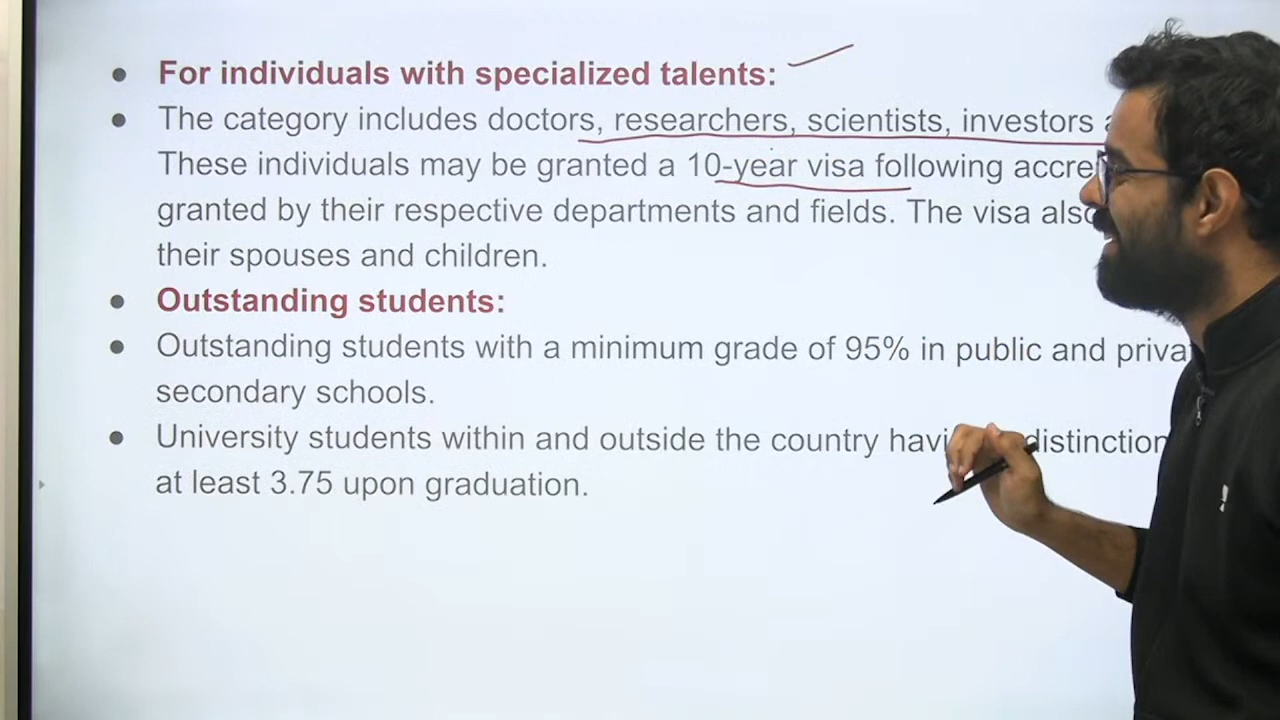 For individuals with specialized talents:
The category includes doctors, researchers, scientists, investors
These individuals may be granted a 10-year visa following
granted by their respective departments and fields. The visa also
their spouses and children.
Outstanding students:
Outstanding students with a minimum grade of 95% in public and
secondary schools.
University students within and outside the country distinction
at least 3.75 upon graduation.